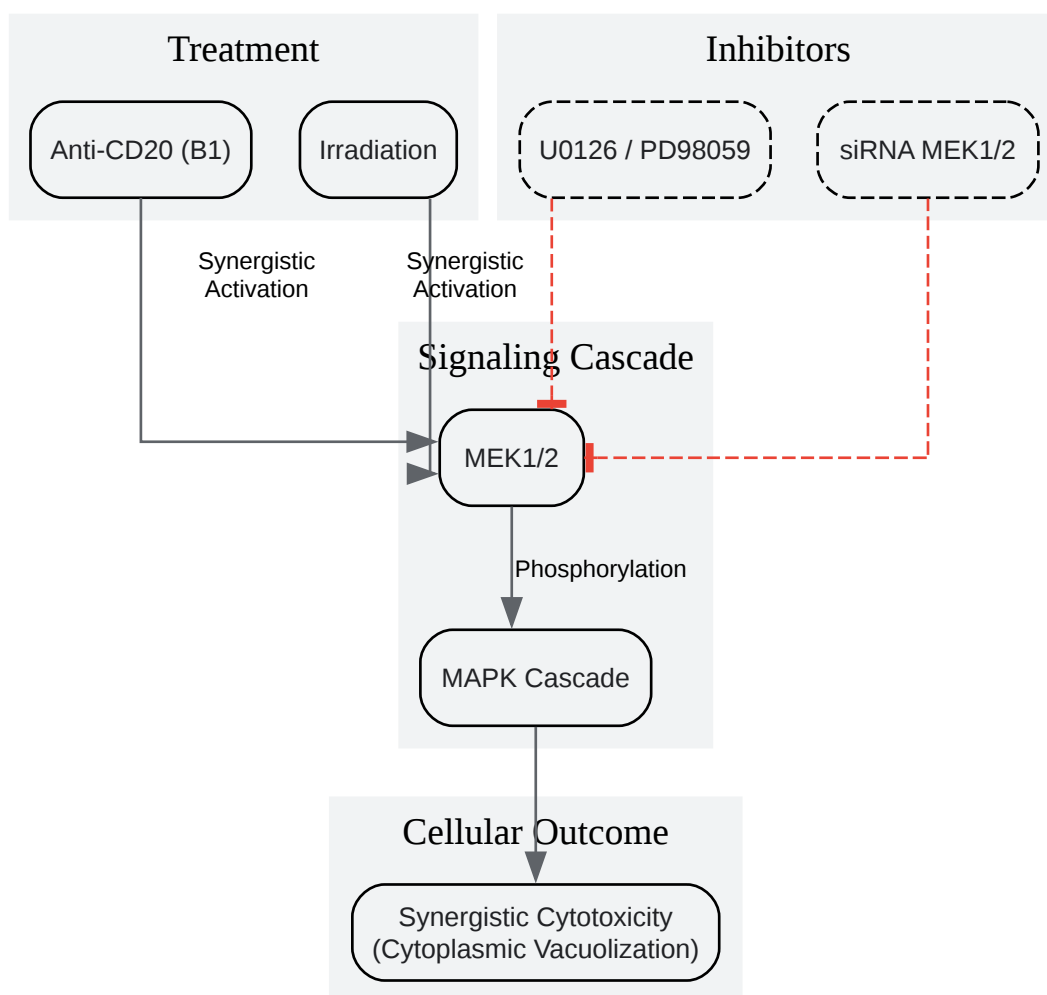 Treatment
Inhibitors
Anti-CD20 (B1)
Irradiation
U0126 / PD98059
siRNA MEK1/2
Synergistic
Activation
Synergistic
Activation
Signaling Cascade
MEK1/2
Phosphorylation
MAPK Cascade
Cellular Outcome
Synergistic Cytotoxicity
(Cytoplasmic Vacuolization)